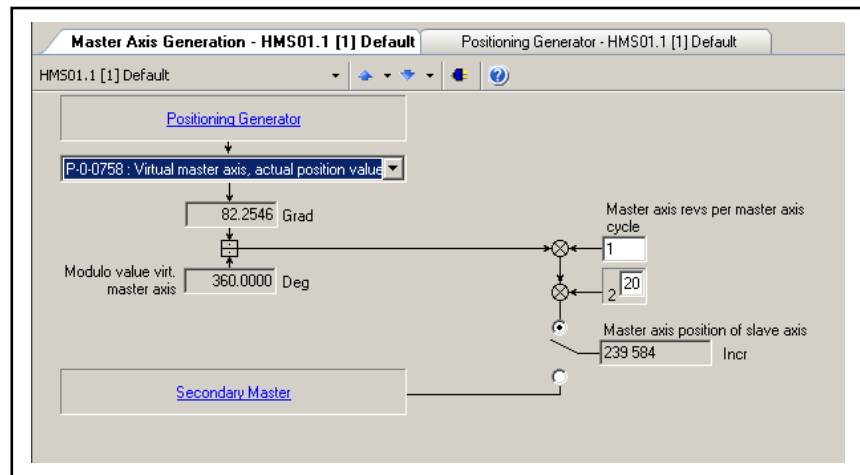 Master Axis Generation - HMS01.1 [1] Default
Positioning Generator - HMS01.1 [1] Default
HMS01.1 [1] Default
Positioning Generator
P-0-0758 : Virtual master axis, actual position value
82.2546 Grad
Master axis revs per master axis
cycle
1
Modulo value virt.
master axis
360.0000 Deg
2 20
Master axis position of slave axis
239 584 Incr
Secondary Master